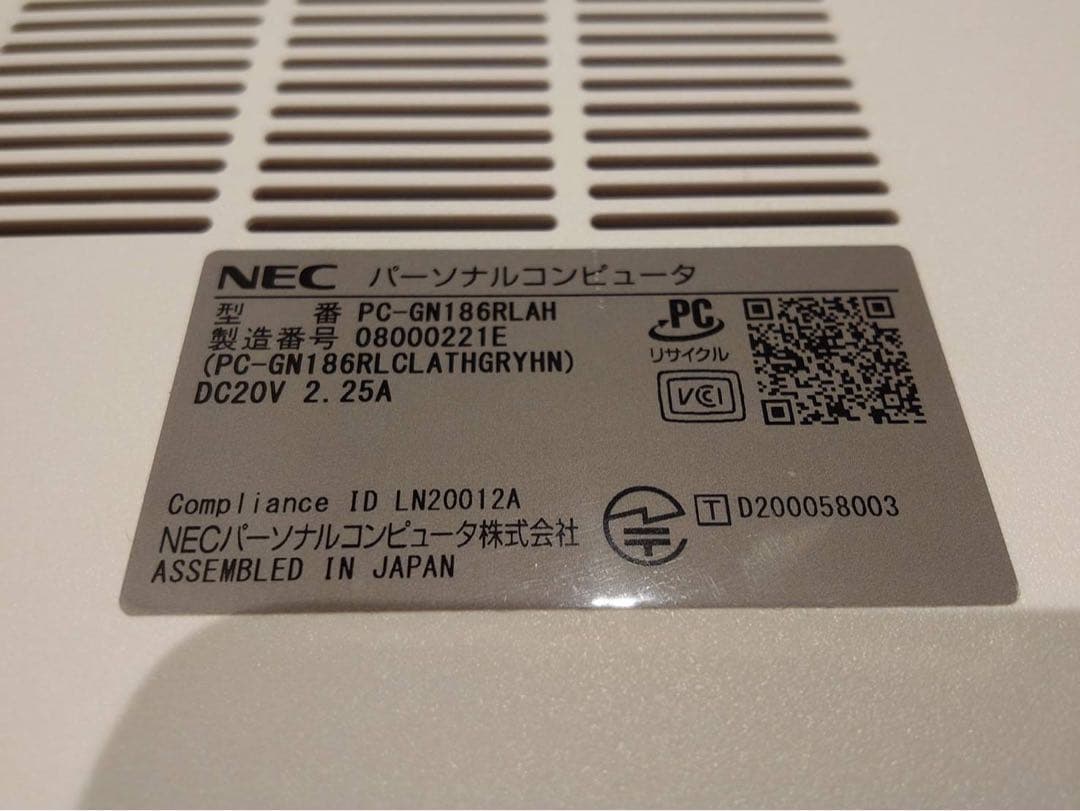 NEC パーソナルコンピュータ
型 番 PC-GN186RLAH
製造番号 08000221E
(PC-GN186RLCLATHGRYHN)
DC20V 2.25A
PC
リサイクル
VCI
Compliance ID LN20012A
NECパーソナルコンピュータ株式会社
ASSEMBLED IN JAPAN
T D200058003